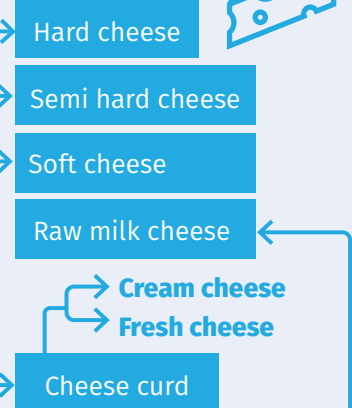 Hard cheese
Semi hard cheese
Soft cheese
Raw milk cheese
Cream cheese
Fresh cheese
Cheese curd